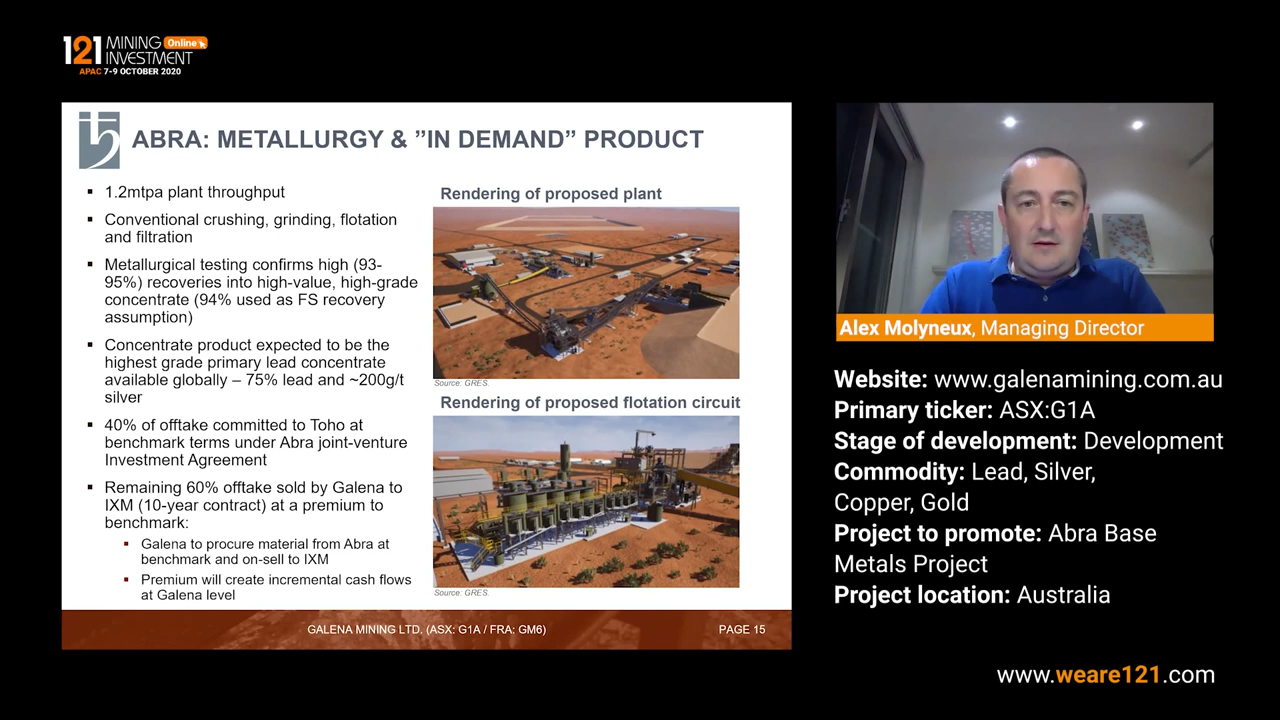 121 MINING Online
INVESTMENT
APAC 7-9 OCTOBER 2020
ABRA: METALLURGY & ”IN DEMAND” PRODUCT
1.2mtpa plant throughput
Conventional crushing, grinding, flotation
and filtration
Metallurgical testing confirms high (93-
95%) recoveries into high-value, high-grade
concentrate (94% used as FS recovery
assumption)
Concentrate product expected to be the
highest grade primary lead concentrate
available globally – 75% lead and ~200g/t
silver
40% of offtake committed to Toho at
benchmark terms under Abra joint-venture
Investment Agreement
Remaining 60% offtake sold by Galena to
IXM (10-year contract) at a premium to
benchmark:
Galena to procure material from Abra at
benchmark and on-sell to IXM
Premium will create incremental cash flows
at Galena level
Rendering of proposed plant
Source: GRES.
Rendering of proposed flotation circuit
Source: GRES.
GALENA MINING LTD. (ASX: G1A / FRA: GM6)
PAGE 15
Alex Molyneux, Managing Director
Website: www.galenamining.com.au
Primary ticker: ASX:G1A
Stage of development: Development
Commodity: Lead, Silver,
Copper, Gold
Project to promote: Abra Base
Metals Project
Project location: Australia
www.weare121.com